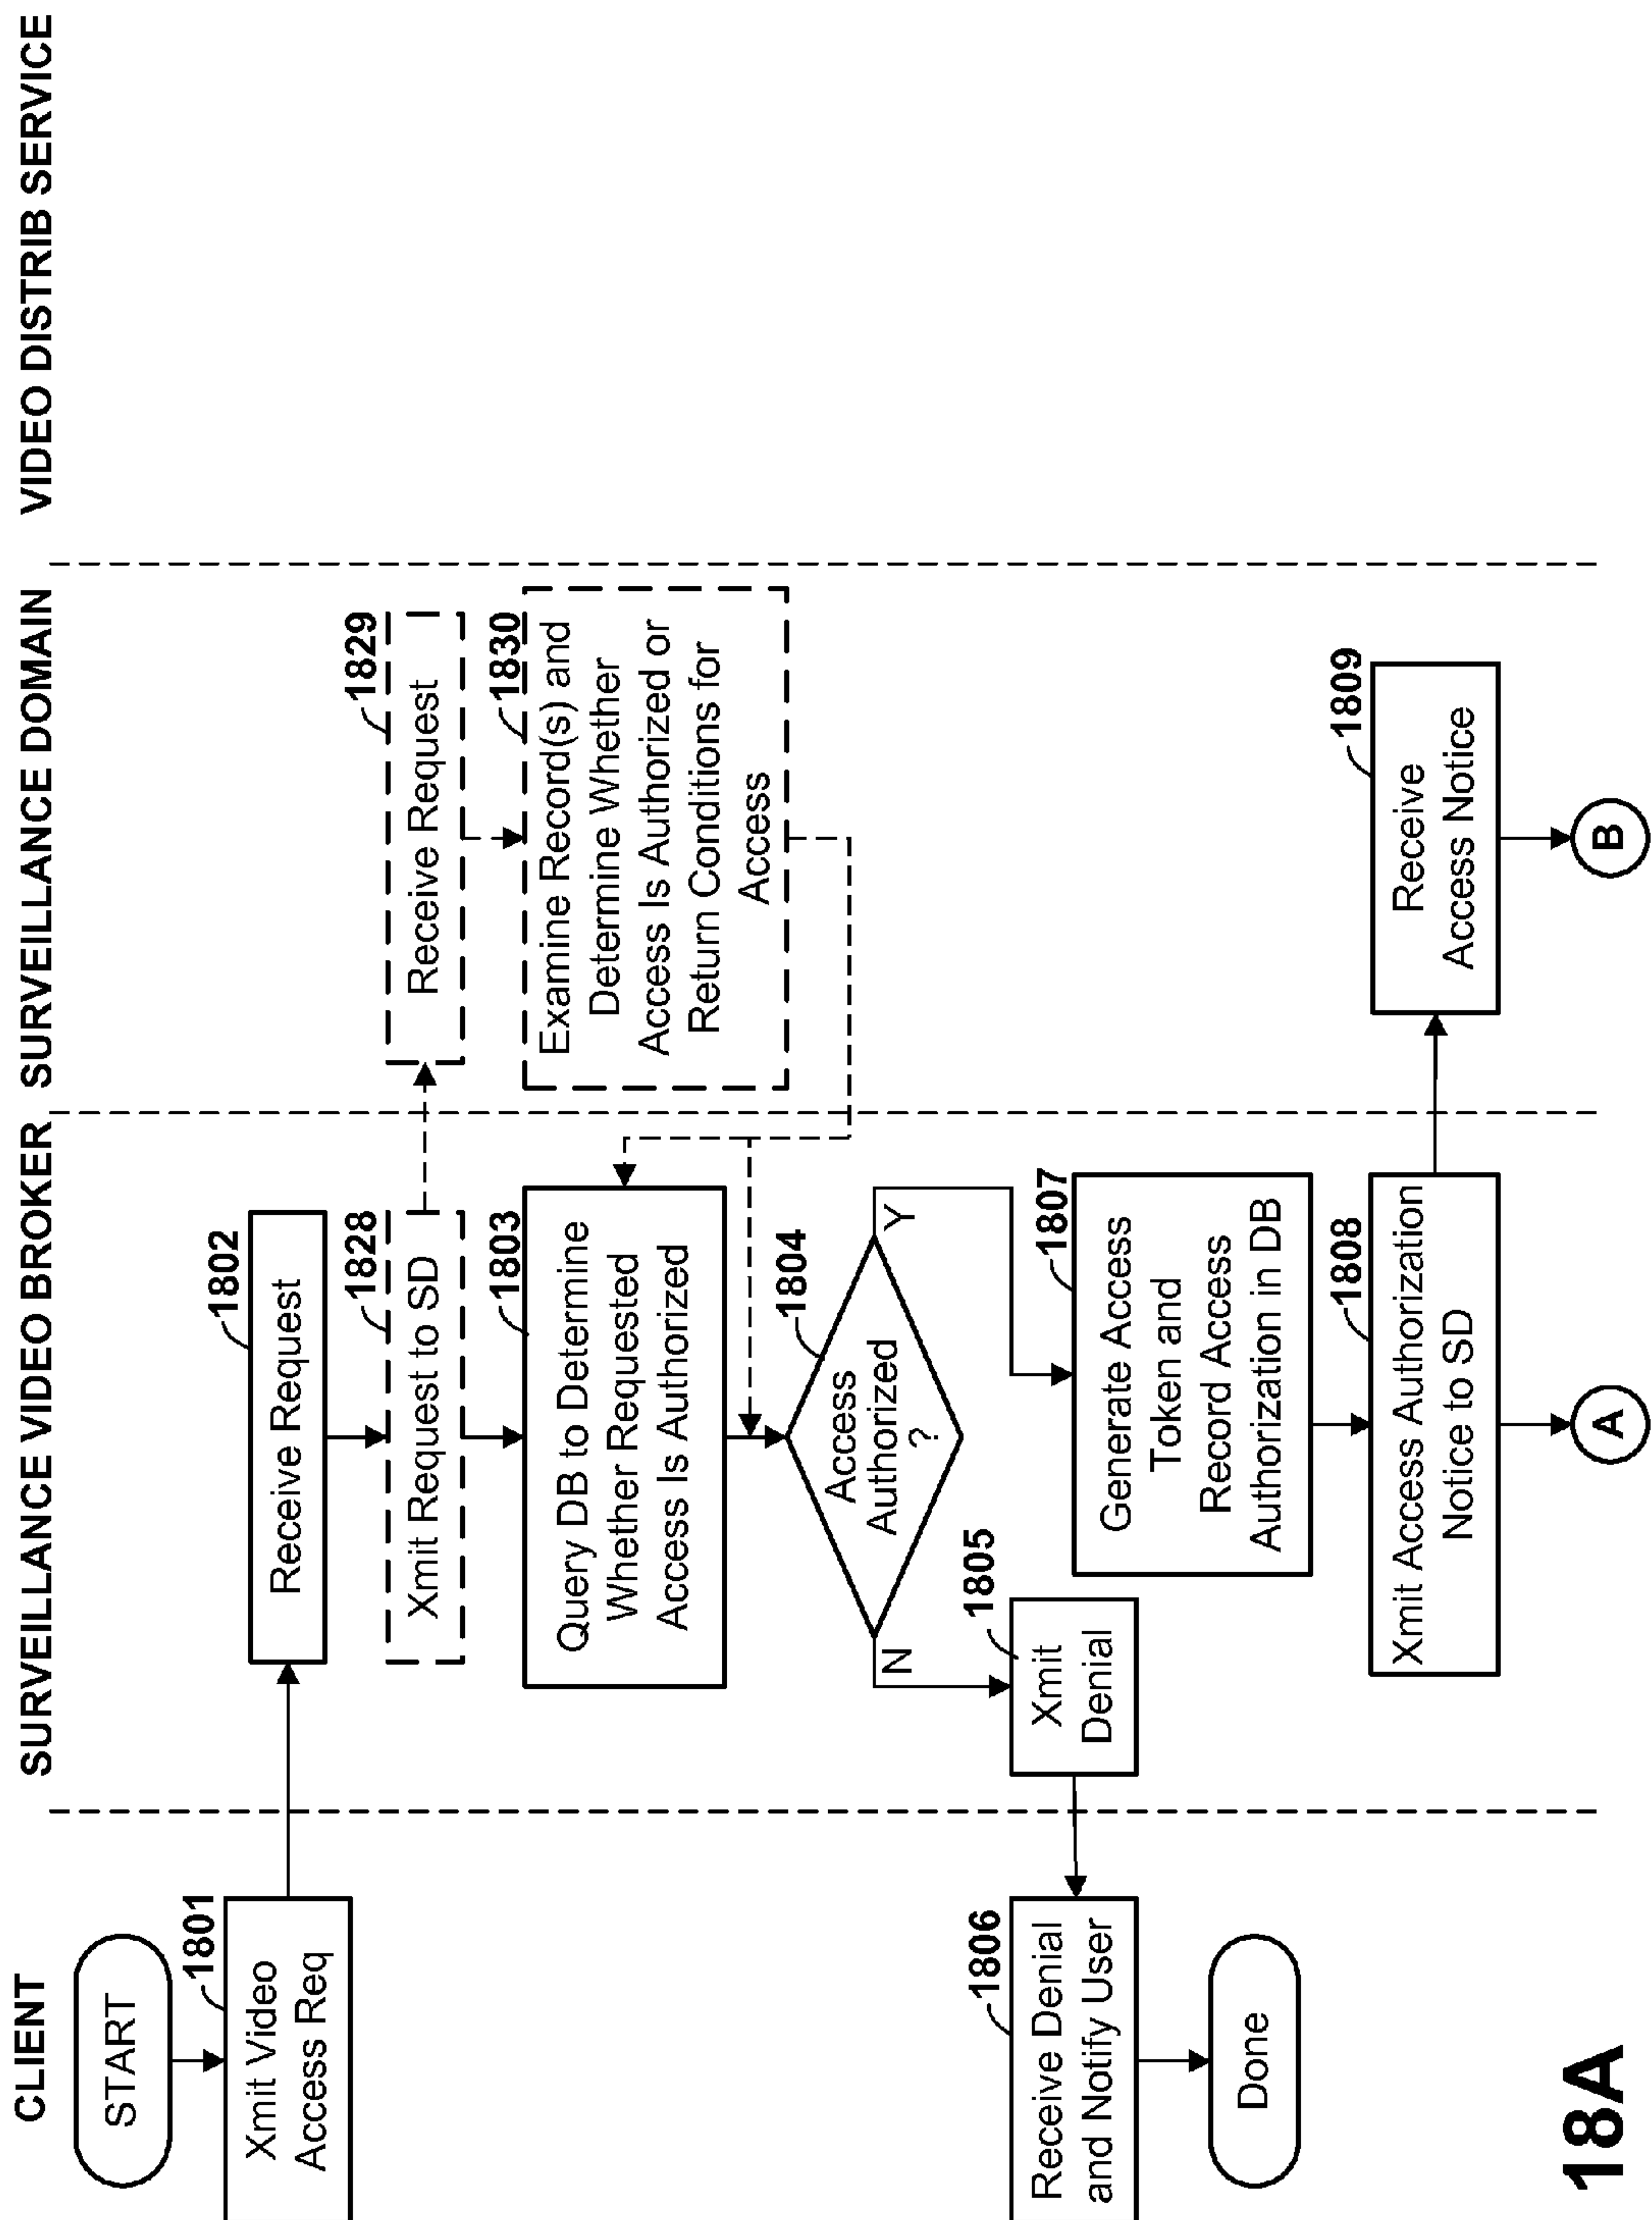 CLIENT
SURVEILLANCE VIDEO BROKER
SURVEILLANCE DOMAIN
VIDEO DISTRIB SERVICE
START
1801
Xmit Video
Access Req
1802
Receive Request
1828
Xmit Request to SD
1829
Receive Request
1803
Query DB to Determine
Whether Requested
Access Is Authorized
1830
Examine Record(s) and
Determine Whether
Access Is Authorized or
Return Conditions for
Access
1804
Access
Authorized
?
N
Y
1805
Xmit
Denial
1806
Receive Denial
and Notify User
Done
1807
Generate Access
Token and
Record Access
Authorization in DB
1808
Xmit Access Authorization
Notice to SD
1809
Receive
Access Notice
A
B
18A